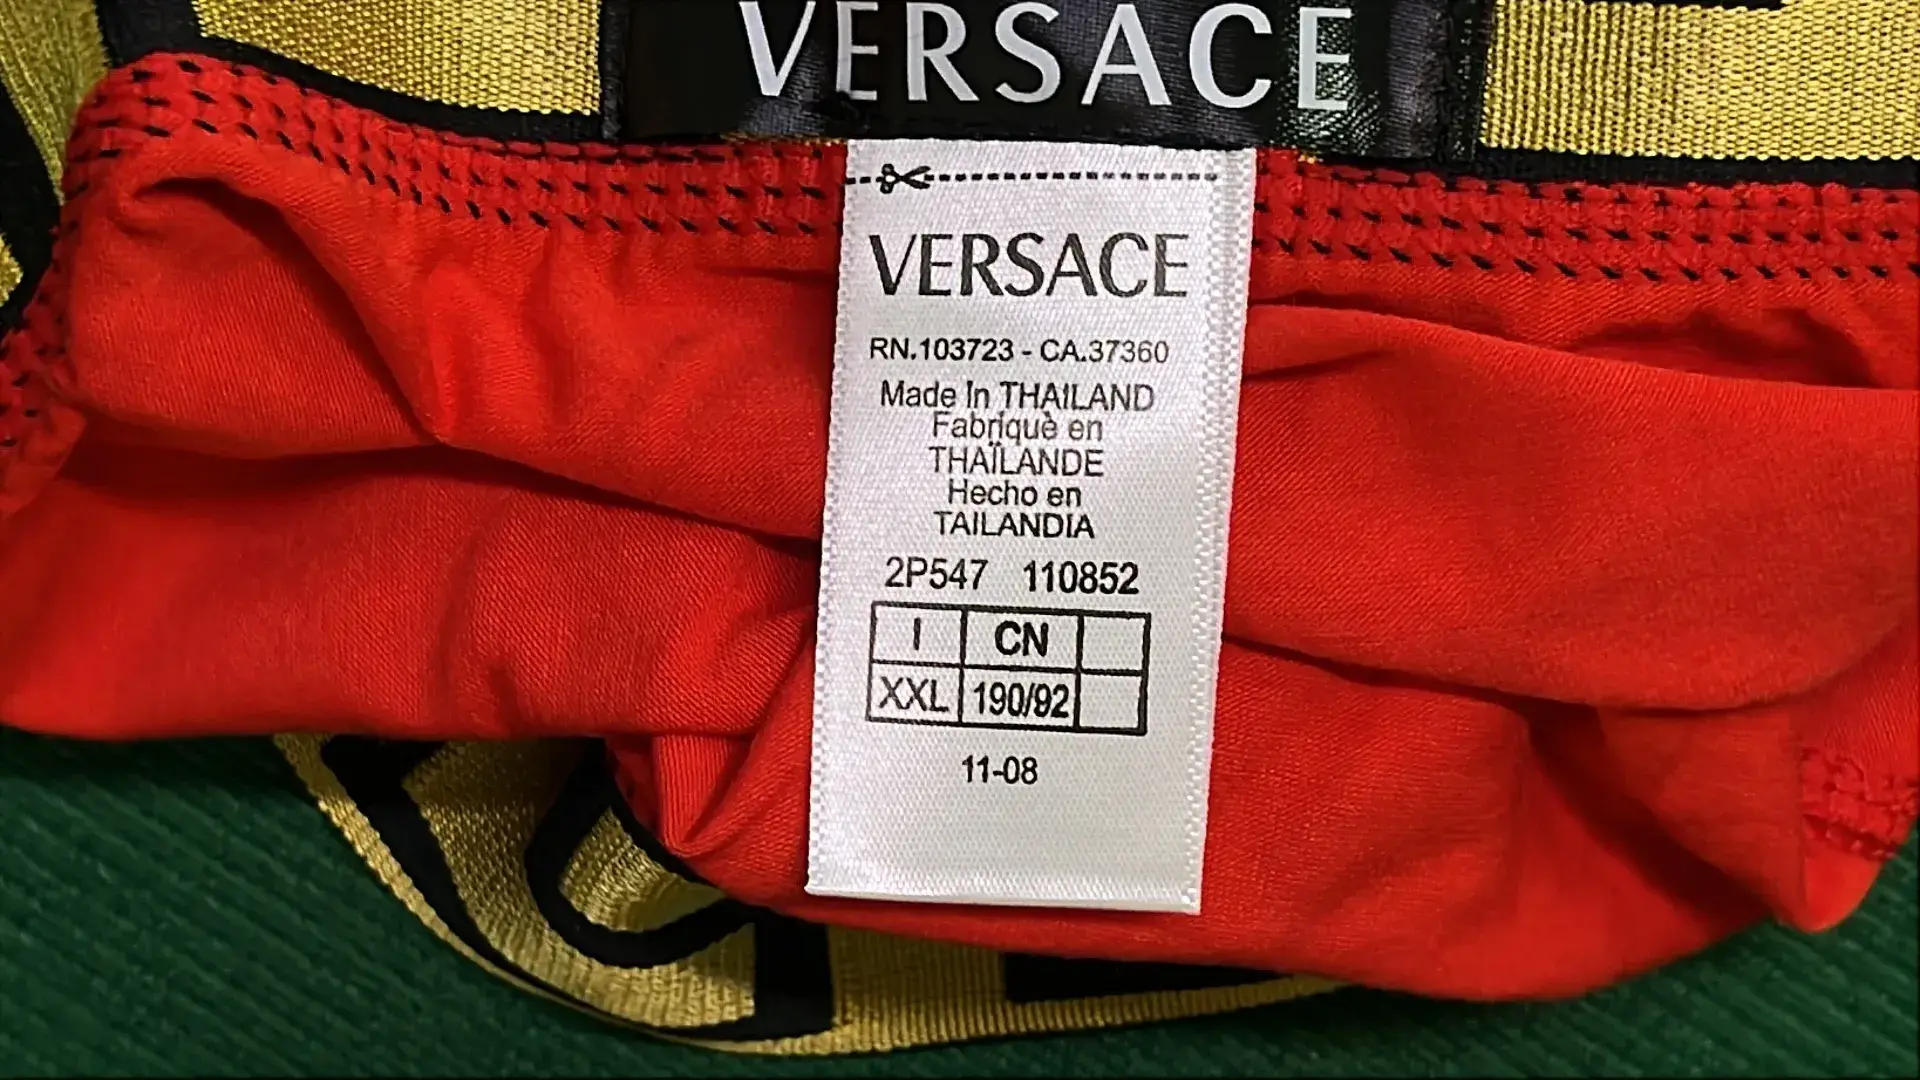 VERSACE
VERSACE
RN.103723 - CA.37360
Made In THAILAND
Fabriquè en
THAÏLANDE
Hecho en
TAILANDIA
2P547 110852
I CN
XXL 190/92
11-08